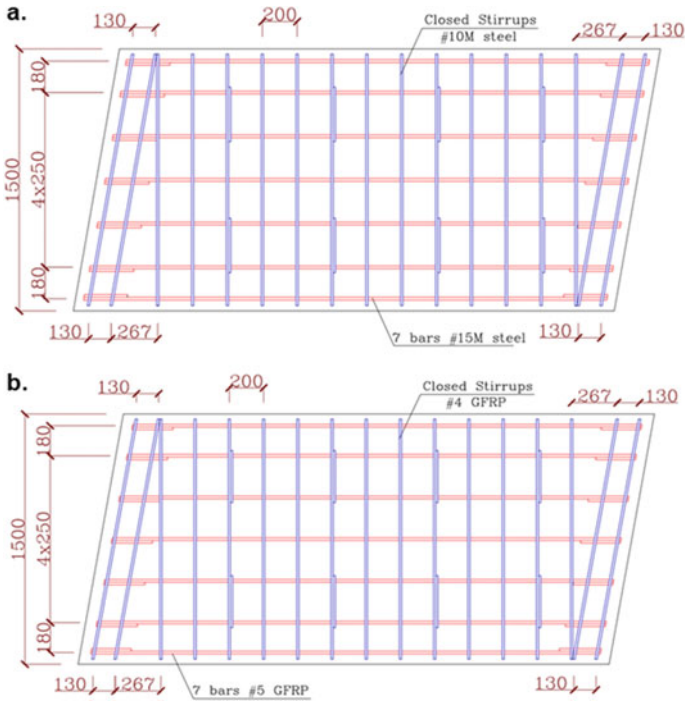 a.
130
200
Closed Stirrups
#10M steel
267
130
180
1500
4x250
180
130
267
7 bars #15M steel
130
b.
130
200
Closed Stirrups
#4 GFRP
267
130
180
1500
4x250
180
130
267
7 bars #5 GFRP
130